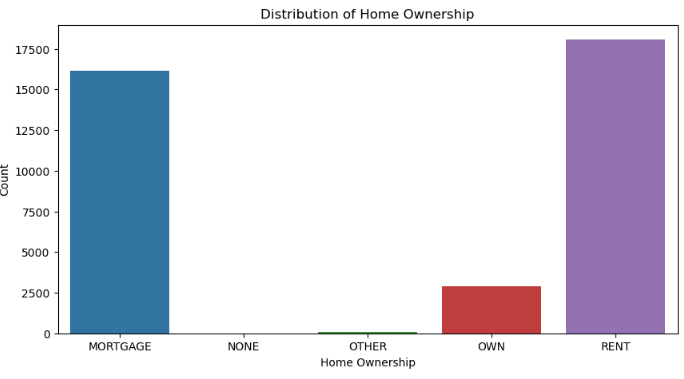 Distribution of Home Ownership
17500
15000
12500
10000
7500
5000
2500
0
Count
MORTGAGE NONE OTHER OWN RENT
Home Ownership